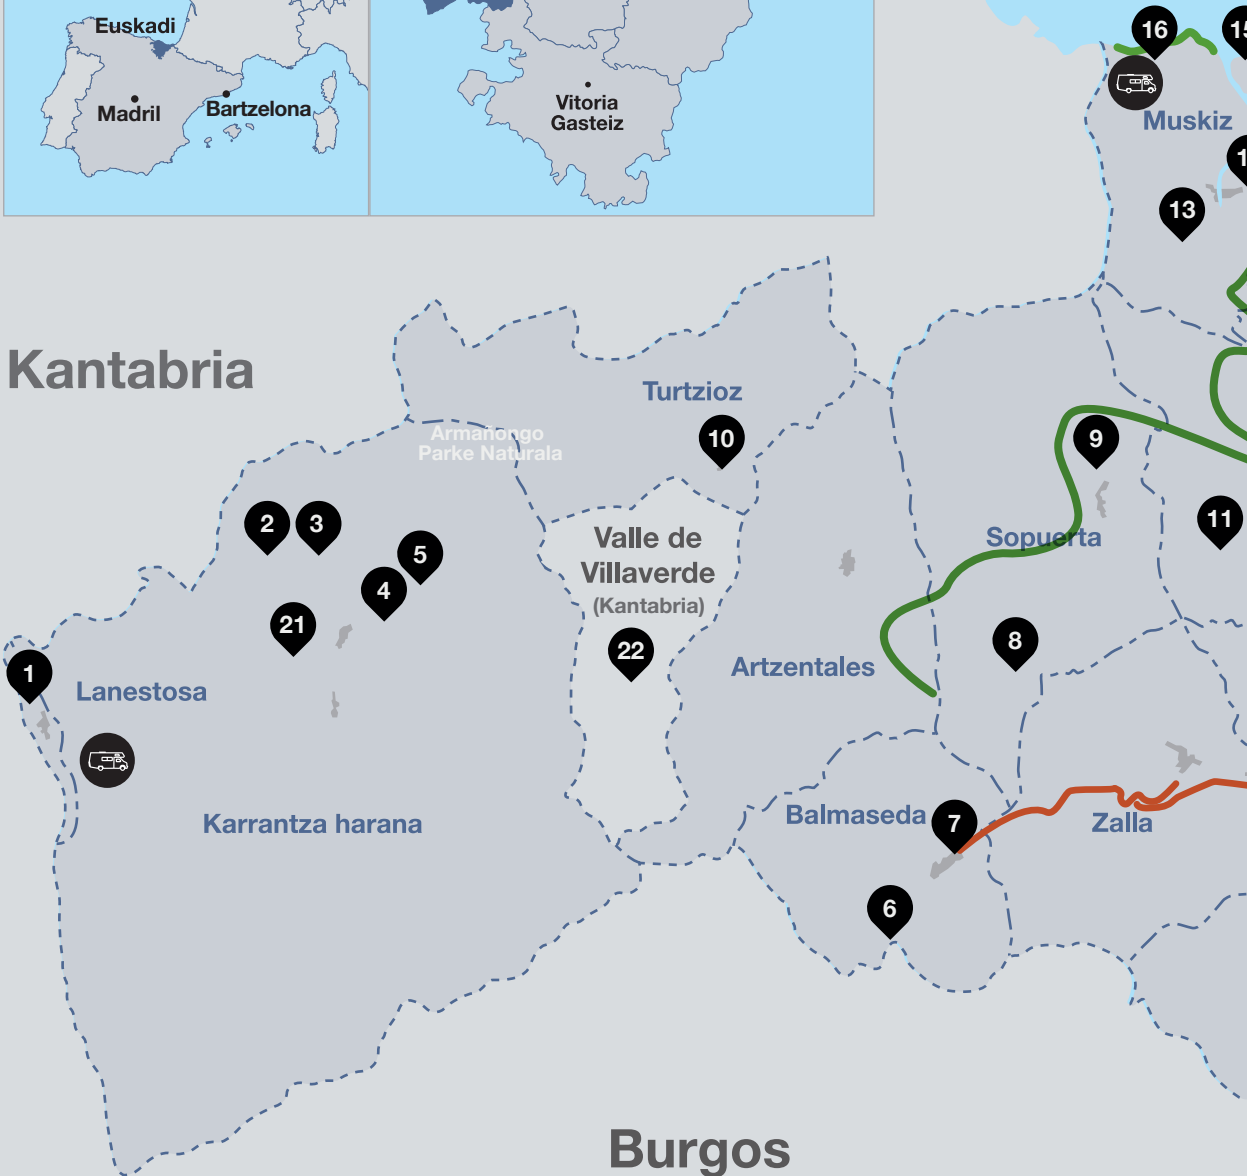 Euskadi
Madril
Bartzelona
Vitoria
Gasteiz
16
15
Muskiz
13
Kantabria
Turtzioz
Armañongo
Parke Naturala
10
9
2
3
5
4
11
Valle de
Villaverde
(Kantabria)
Sopuerta
21
22
8
1
Lanestosa
Artzentales
Karrantza harana
Balmaseda
7
Zalla
6
Burgos